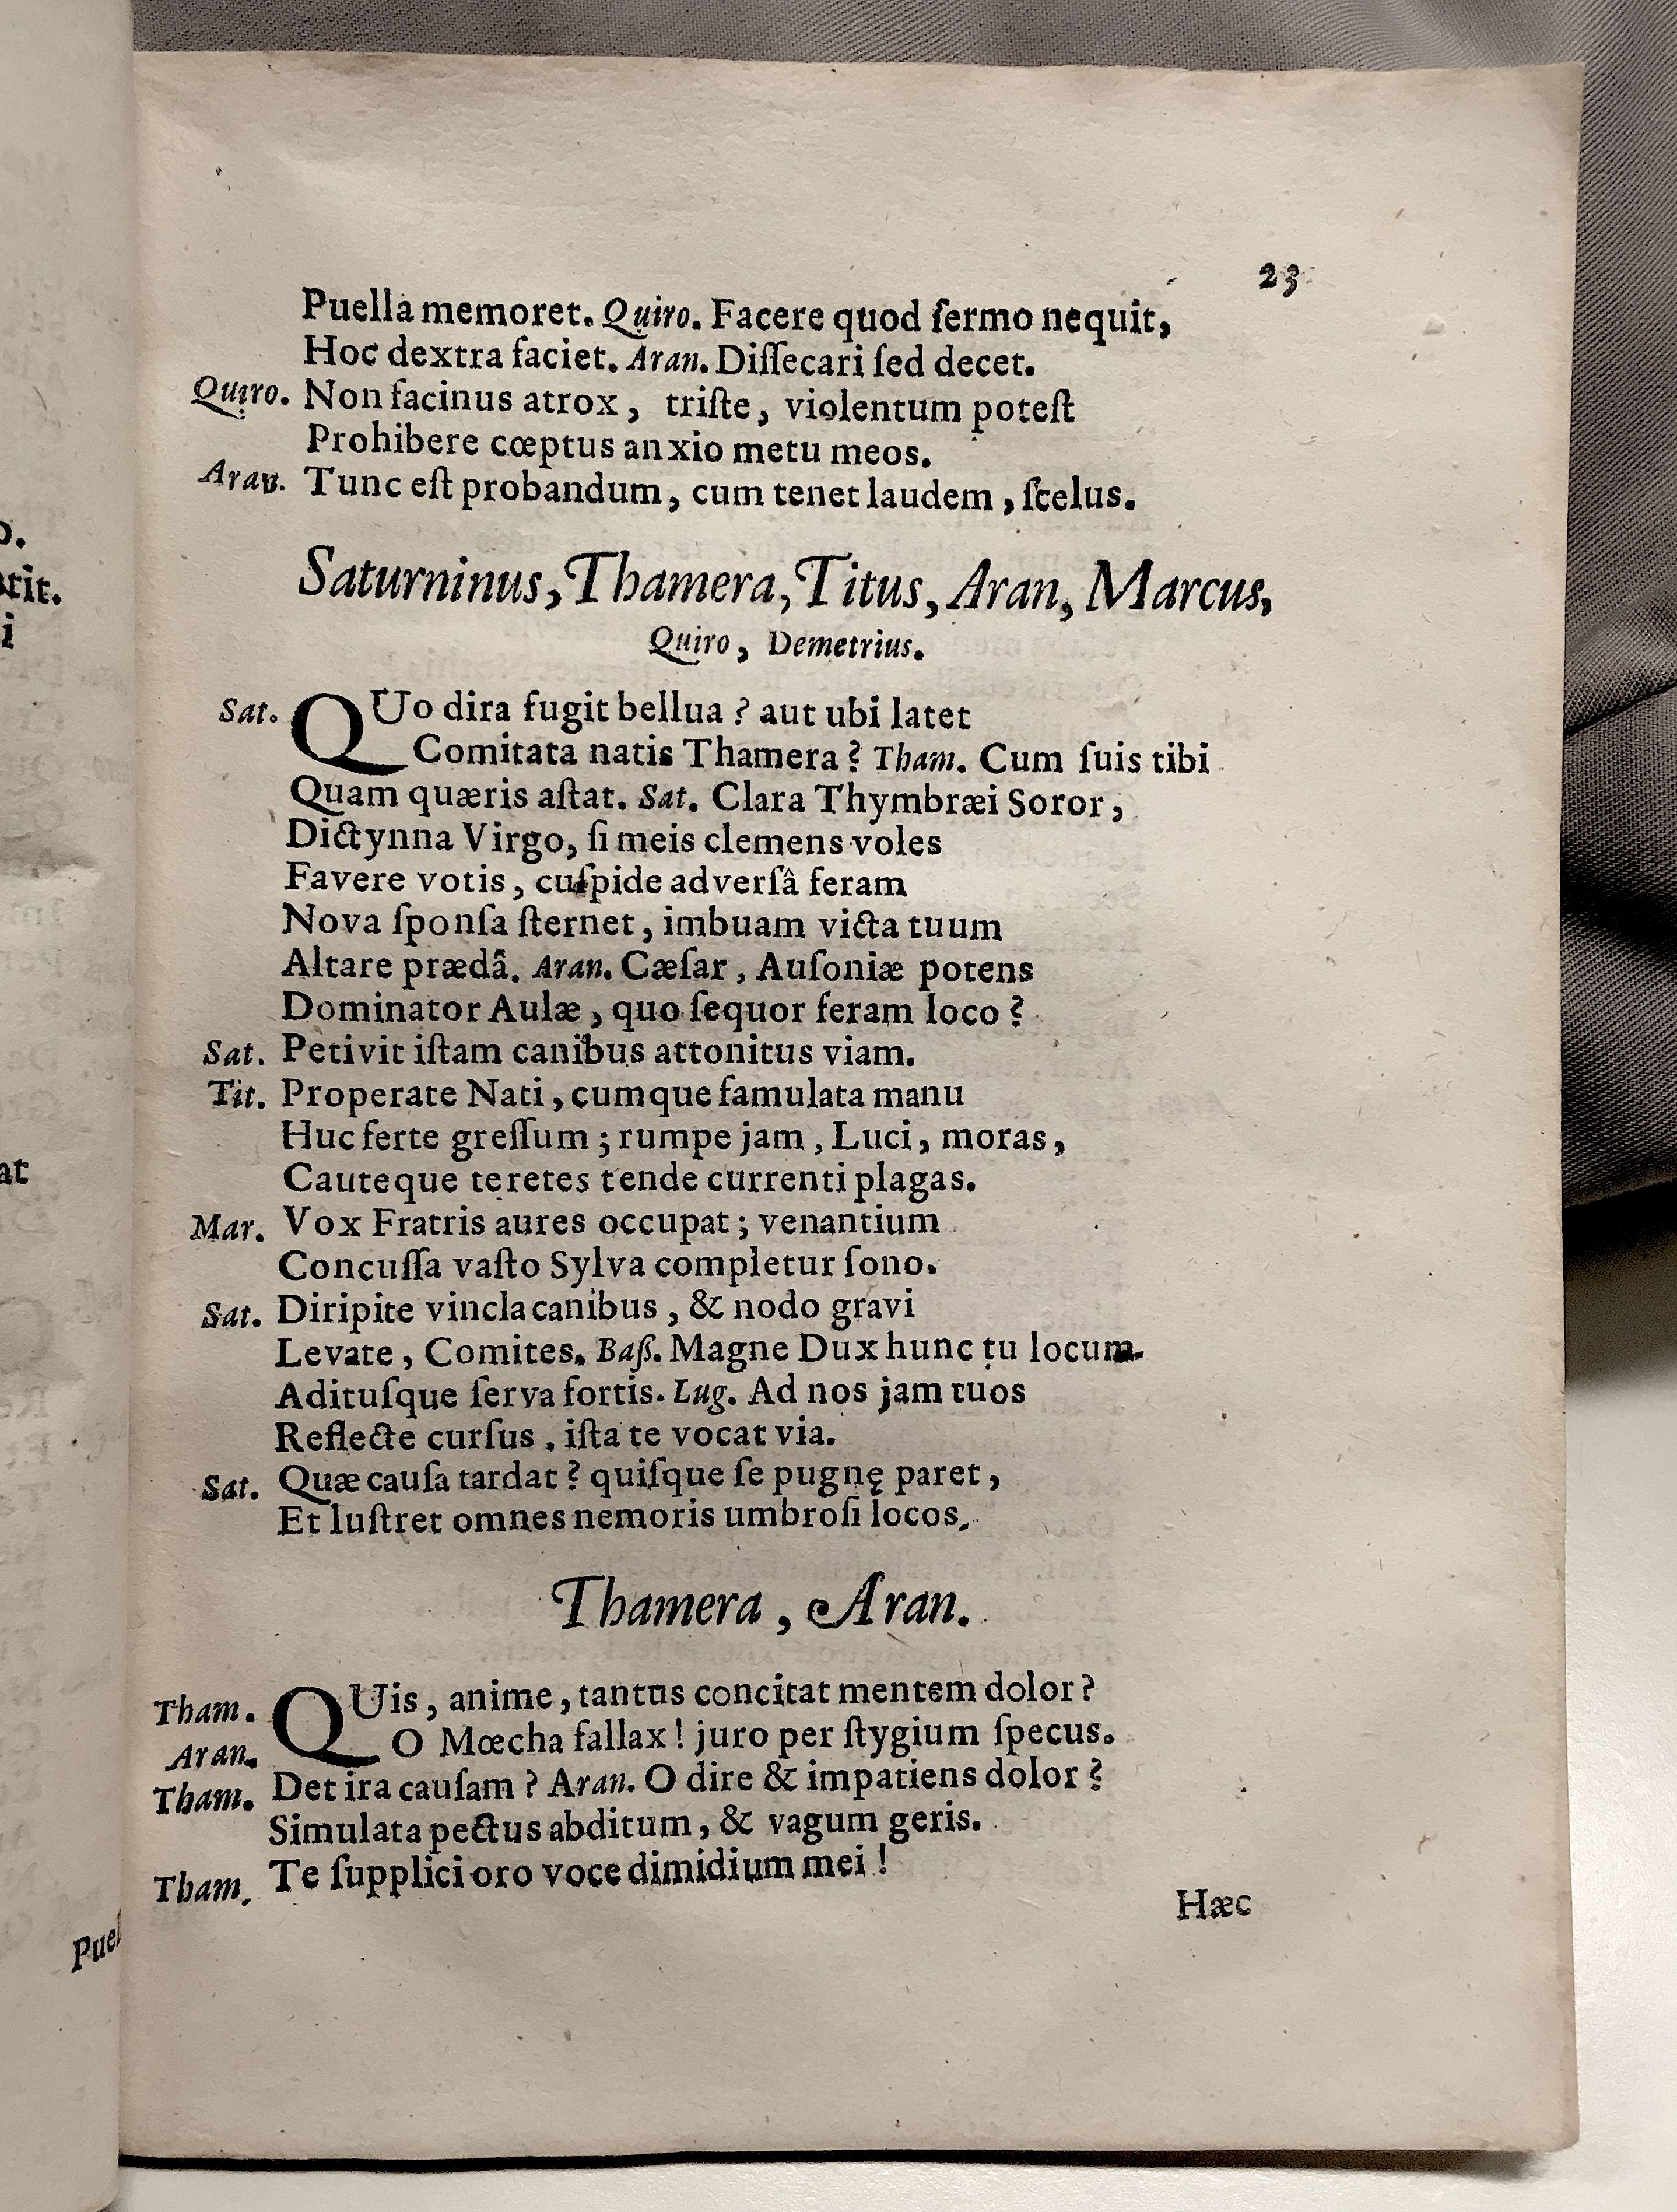 23
Puella memoret. Quiro. Facere quod ſermo nequit,
Hoc dextra faciet. Aran. Diſſecari ſed decet.
Quiro. Non facinus atrox, triſte, violentum poteſt
Prohibere cœptus anxio metu meos.
Aran. Tunc eſt probandum, cum tenet laudem, ſcelus.
Saturninus, Thamera, Titus, Aran, Marcus,
Quiro, Demetrius.
Sat. QUo dira fugit bellua? aut ubi latet
Comitata natis Thamera? Tham. Cum ſuis tibi
Quam quæris aſtat. Sat. Clara Thymbræi Soror,
Dictynna Virgo, ſi meis clemens voles
Favere votis, cuſpide adverſâ feram
Nova ſponſa ſternet, imbuam victa tuum
Altare prædâ. Aran. Cæſar, Auſoniæ potens
Dominator Aulæ, quo ſequor feram loco?
Sat. Petivit iſtam canibus attonitus viam.
Tit. Properate Nati, cumque famulata manu
Huc ferte greſſum; rumpe jam, Luci, moras,
Cauteque teretes tende currenti plagas.
Mar. Vox Fratris aures occupat; venantium
Concuſſa vaſto Sylva completur ſono.
Sat. Diripite vincla canibus, & nodo gravi
Levate, Comites. Baß. Magne Dux hunc tu locum
Adituſque ſerva fortis. Lug. Ad nos jam tuos
Reflecte curſus, iſta te vocat via.
Sat. Quæ cauſa tardat? quiſque ſe pugnę paret,
Et luſtret omnes nemoris umbroſi locos.
Thamera, Aran.
Tham. QUis, anime, tantus concitat mentem dolor?
Aran. O Mœcha fallax! juro per ſtygium ſpecus.
Tham. Det ira cauſam? Aran. O dire & impatiens dolor?
Simulata pectus abditum, & vagum geris.
Tham. Te ſupplici oro voce dimidium mei!
Hæc